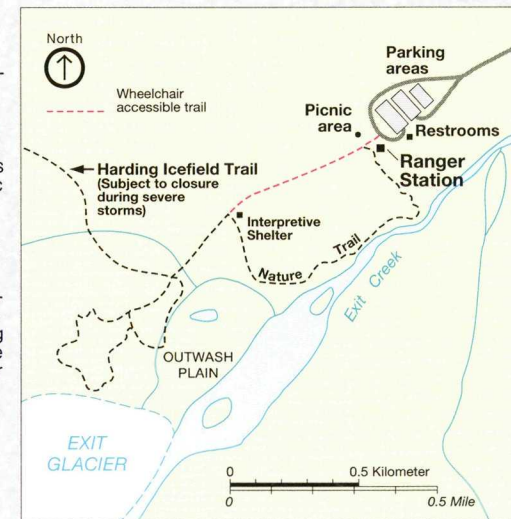 North
Wheelchair
accessible trail
Parking
areas
Picnic
area
Restrooms
Ranger
Station
Harding Icefield Trail
(Subject to closure
during severe
storms)
Interpretive
Shelter
Nature Trail
Exit Creek
OUTWASH
PLAIN
EXIT
GLACIER
0 0.5 Kilometer
0 0.5 Mile